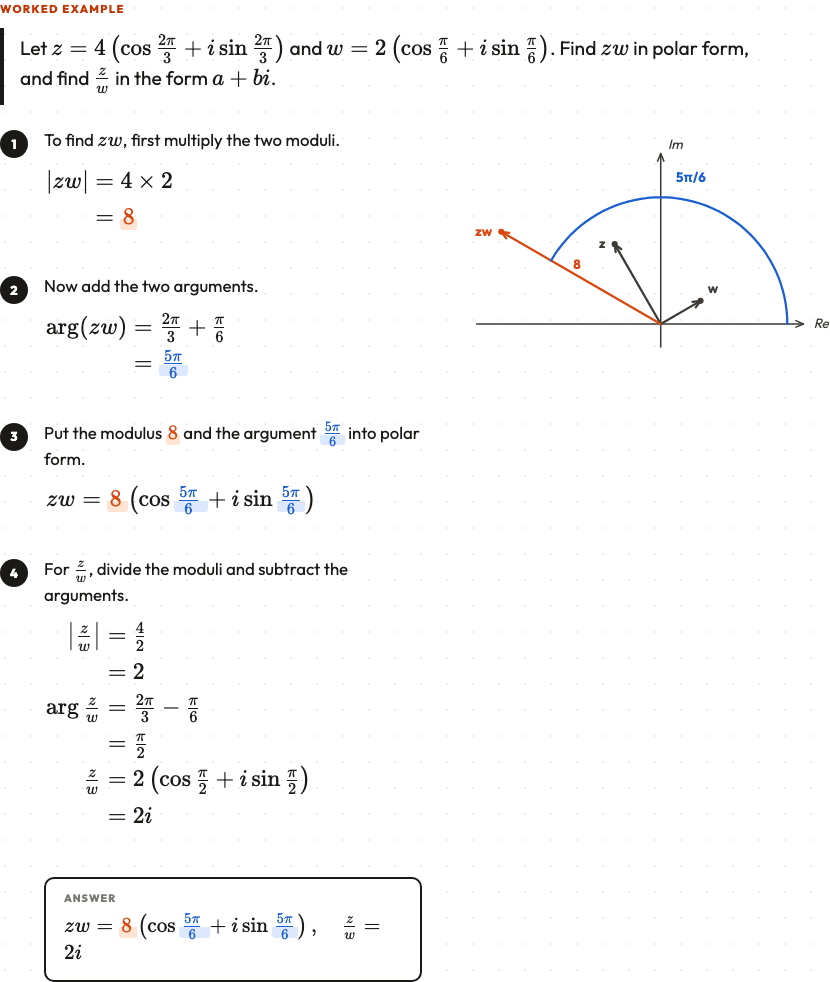 WORKED EXAMPLE
Let z = 4 (cos 2π/3 + i sin 2π/3) and w = 2 (cos π/6 + i sin π/6). Find zw in polar form,
and find z/w in the form a + bi.
1 To find zw, first multiply the two moduli.
|zw| = 4 × 2
= 8
2 Now add the two arguments.
arg(zw) = 2π/3 + π/6
= 5π/6
3 Put the modulus 8 and the argument 5π/6 into polar
form.
zw = 8 (cos 5π/6 + i sin 5π/6)
4 For z/w, divide the moduli and subtract the
arguments.
|z/w| = 4/2
= 2
arg z/w = 2π/3 − π/6
= π/2
z/w = 2 (cos π/2 + i sin π/2)
= 2i
ANSWER
zw = 8 (cos 5π/6 + i sin 5π/6), z/w =
2i
Im
5π/6
zw
z
8
w
Re